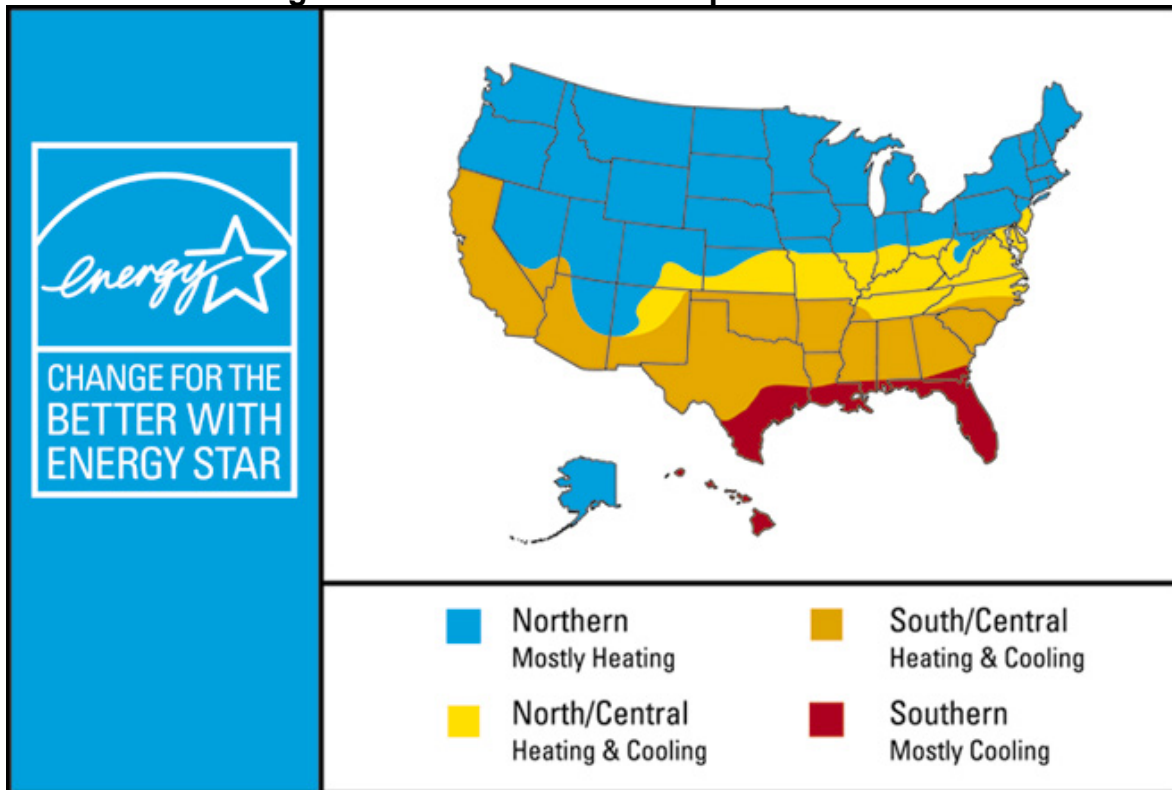 energy
CHANGE FOR THE
BETTER WITH
ENERGY STAR
Northern
Mostly Heating
South/Central
Heating & Cooling
North/Central
Heating & Cooling
Southern
Mostly Cooling